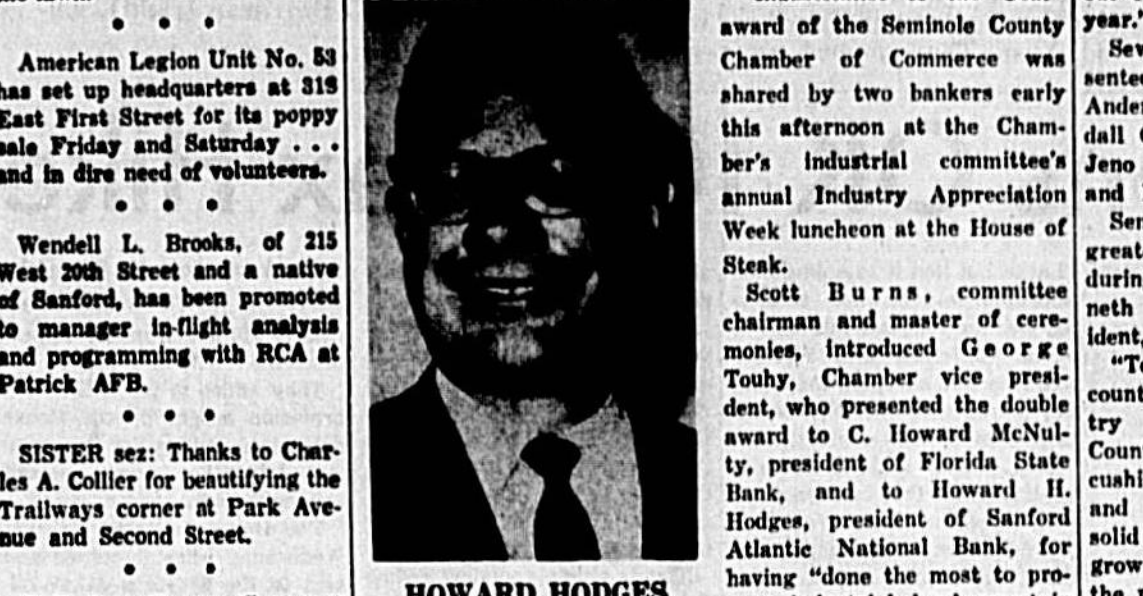 American Legion Unit No. 53
has set up headquarters at 319
East First Street for its poppy
sale Friday and Saturday . . .
and in dire need of volunteers.
Wendell L. Brooks, of 215
West 20th Street and a native
of Sanford, has been promoted
to manager in-flight analysis
and programming with RCA at
Patrick AFB.
SISTER sez: Thanks to Char-
les A. Collier for beautifying the
Trailways corner at Park Ave-
nue and Second Street.
HOWARD HODGES
award of the Seminole County
Chamber of Commerce was
shared by two bankers early
this afternoon at the Cham-
ber's industrial committee's
annual Industry Appreciation
Week luncheon at the House of
Steak.
Scott Burns, committee
chairman and master of cere-
monies, introduced George
Touhy, Chamber vice presi-
dent, who presented the double
award to C. Howard McNul-
ty, president of Florida State
Bank, and to Howard H.
Hodges, president of Sanford
Atlantic National Bank, for
having "done the most to pro-
year."
Sev
sented
Ander
dall
Jeno
and
Sen
great
durin
neth
ident,
"To
count
try
Coun
cushi
and
solid
grow
the